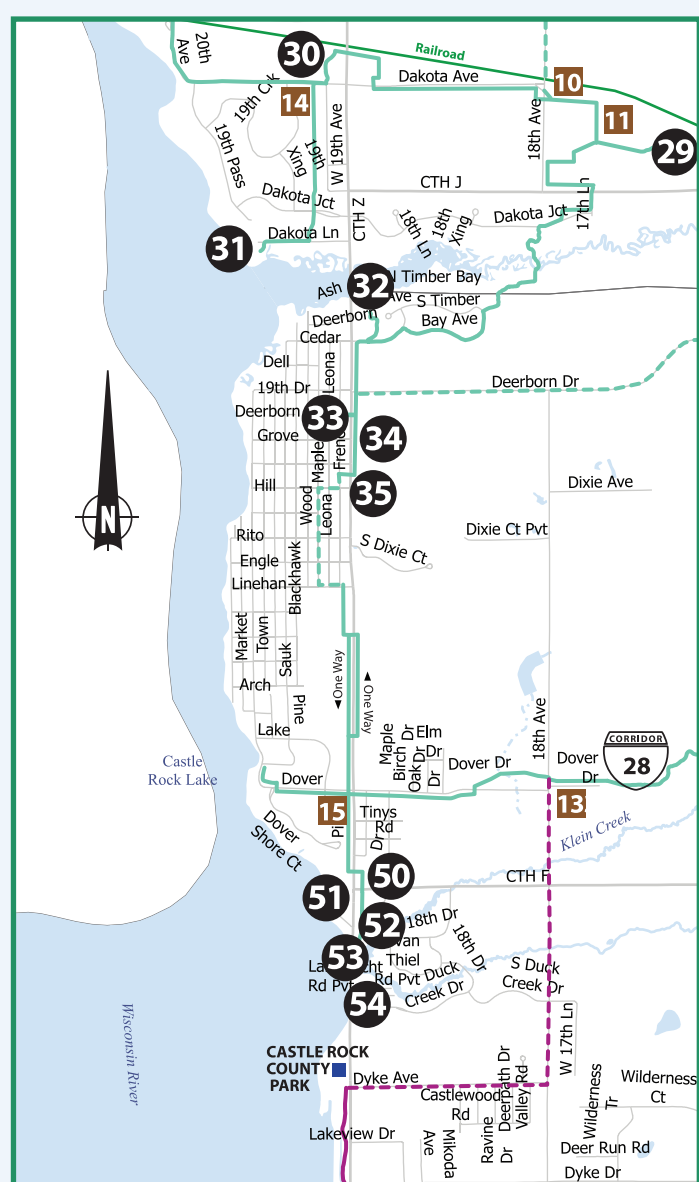 20th
Ave
30
Railroad
Dakota Ave
10
19th Crk
14
W 19th Ave
18th Ave
11
29
19th Pass
19th
Xing
CTH J
Dakota Jct
17th Ln
CTH Z
18th Ln
18th
Xing
Dakota Jct
Dakota Ln
31
32
N Timber Bay
Ave
Ash
S Timber
Bay Ave
Deerborn
Cedar
Dell
Leona
19th Dr
Deerborn Dr
Deerborn
33
34
Grove
Maple
Frend
Hill
35
Dixie Ave
Wood
Leona
Rito
S Dixie Ct
Dixie Ct Pvt
Engle
Linehan
Blackhawk
Market
Town
Sauk
Arch
One Way
One Way
Pine
Lake
Maple
Birch Dr
Oak Dr
Elm
Dr
Dr
18th Ave
CORRIDOR
28
Castle
Rock Lake
Dover
Dover Dr
Dover
Dr
15
Pi
Tinys
Rd
Dr
13
Klein Creek
Dover
Shore Ct
50
CTH F
51
52
18th Dr
van
Thiel
Rd Pvt
18th Dr
53
La
cht
Rd Pvt
Duck
Creek Dr
S Duck
Creek Dr
54
W 17th Ln
Wisconsin River
CASTLE ROCK
COUNTY
PARK
Dyke Ave
Castlewood
Rd
Deerpath Dr
Valley Rd
Wilderness
Tr
Wilderness
Ct
Lakeview Dr
Ave
Mikoda
Ravine
Dr
Deer Run Rd
Dyke Dr
N